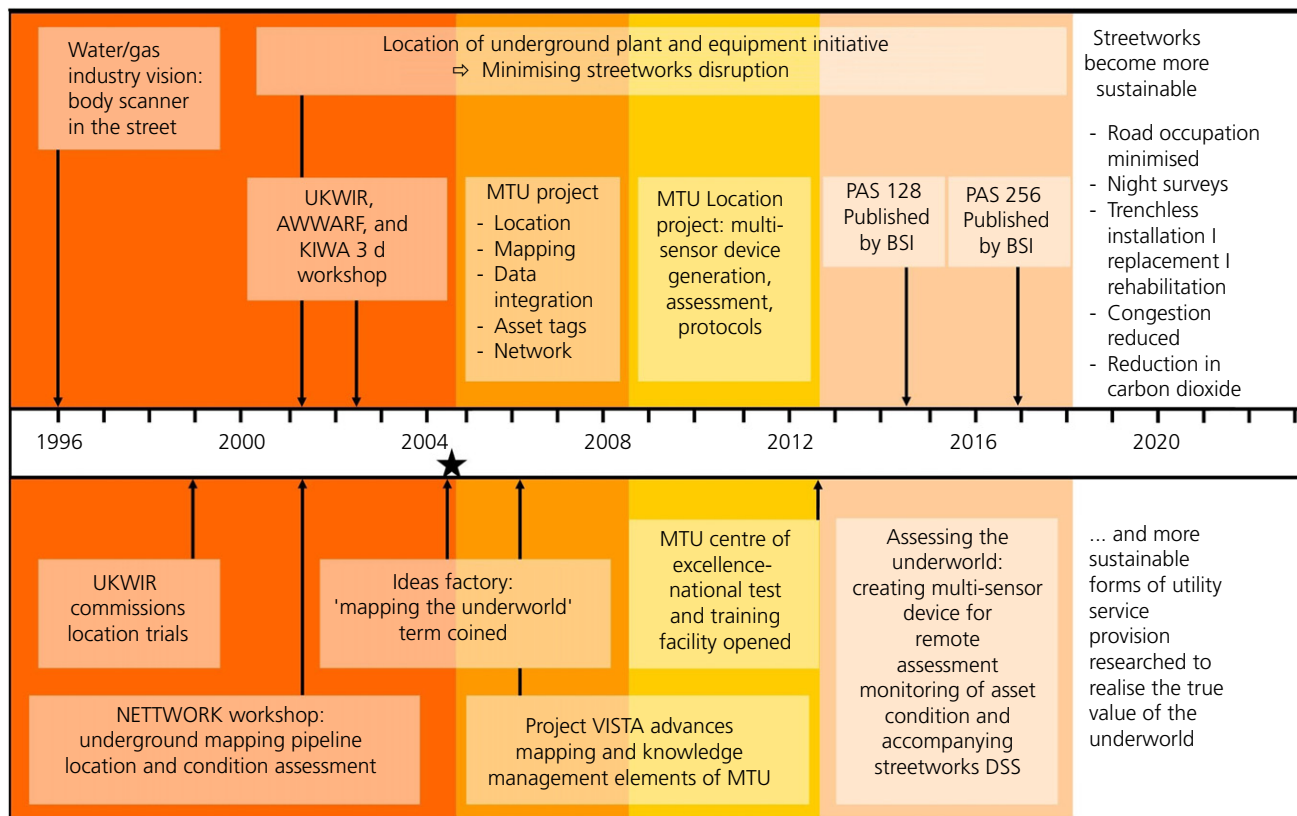 Water/gas
industry vision:
body scanner
in the street
Location of underground plant and equipment initiative
⇨ Minimising streetworks disruption
Streetworks
become more
sustainable
- Road occupation
minimised
- Night surveys
- Trenchless
installation I
replacement I
rehabilitation
- Congestion
reduced
- Reduction in
carbon dioxide
UKWIR,
AWWARF, and
KIWA 3 d
workshop
MTU project
- Location
- Mapping
- Data
integration
- Asset tags
- Network
MTU Location
project: multi-
sensor device
generation,
assessment,
protocols
PAS 128
Published
by BSI
PAS 256
Published
by BSI
1996 2000 2004 2008 2012 2016 2020
UKWIR
commissions
location trials
Ideas factory:
'mapping the underworld'
term coined
MTU centre of
excellence-
national test
and training
facility opened
Assessing the
underworld:
creating multi-sensor
device for
remote
assessment
monitoring of asset
condition and
accompanying
streetworks DSS
... and more
sustainable
forms of utility
service
provision
researched to
realise the true
value of the
underworld
NETTWORK workshop:
underground mapping pipeline
location and condition assessment
Project VISTA advances
mapping and knowledge
management elements of MTU